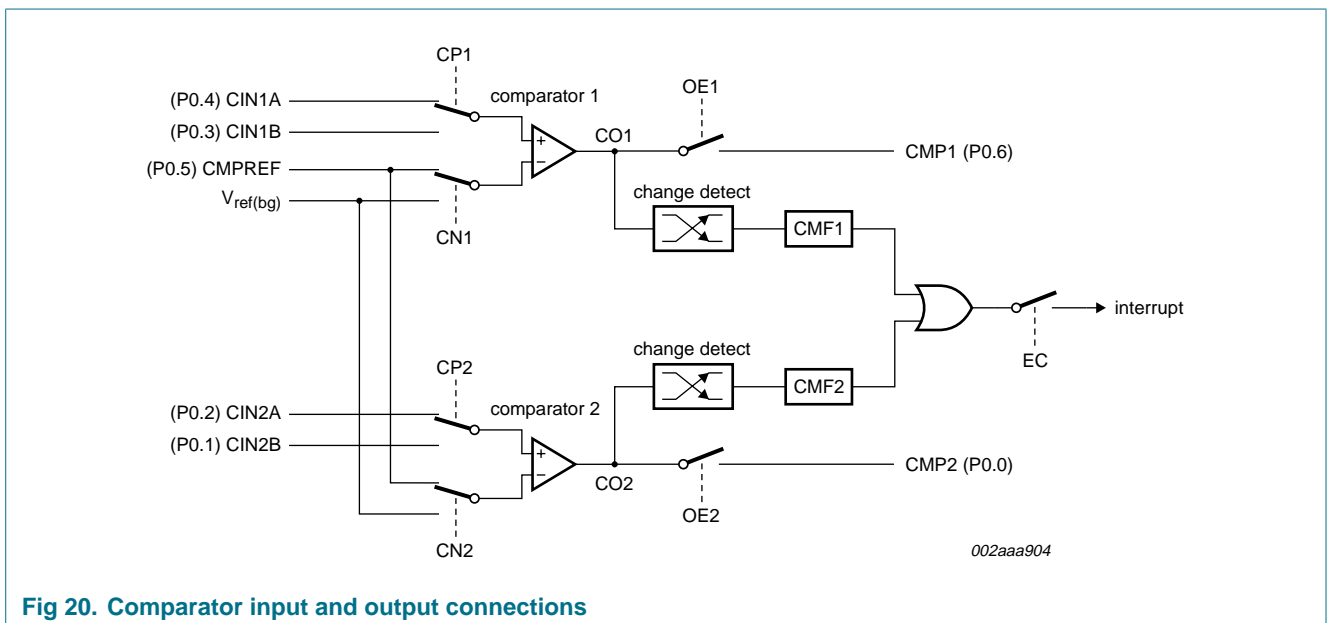 CP1
(P0.4) CIN1A
comparator 1
OE1
(P0.3) CIN1B
+
CO1
CMP1 (P0.6)
(P0.5) CMPREF
−
change detect
Vref(bg)
CN1
CMF1
interrupt
EC
change detect
CP2
CMF2
(P0.2) CIN2A
comparator 2
(P0.1) CIN2B
+
CMP2 (P0.0)
−
CO2
OE2
CN2
002aaa904
Fig 20. Comparator input and output connections